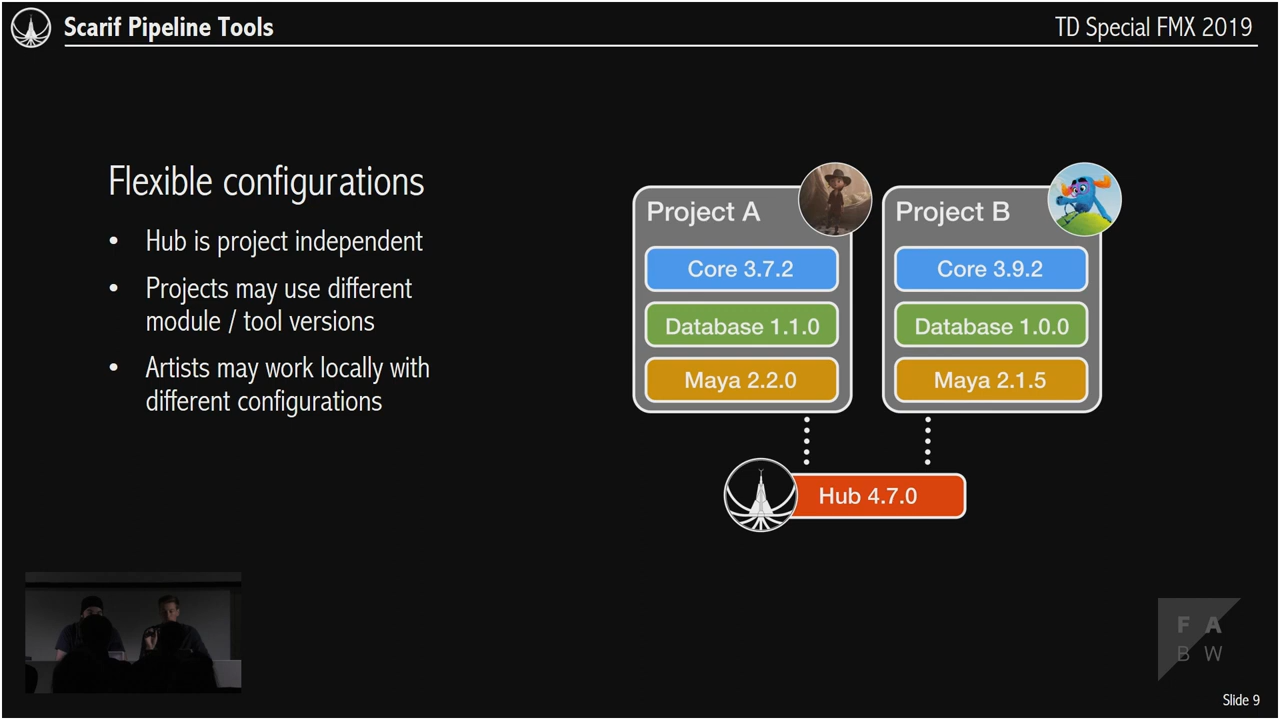 Scarif Pipeline Tools
TD Special FMX 2019
Flexible configurations
• Hub is project independent
• Projects may use different
module / tool versions
• Artists may work locally with
different configurations
Project A
Core 3.7.2
Database 1.1.0
Maya 2.2.0
Project B
Core 3.9.2
Database 1.0.0
Maya 2.1.5
Hub 4.7.0
F A
B W
Slide 9